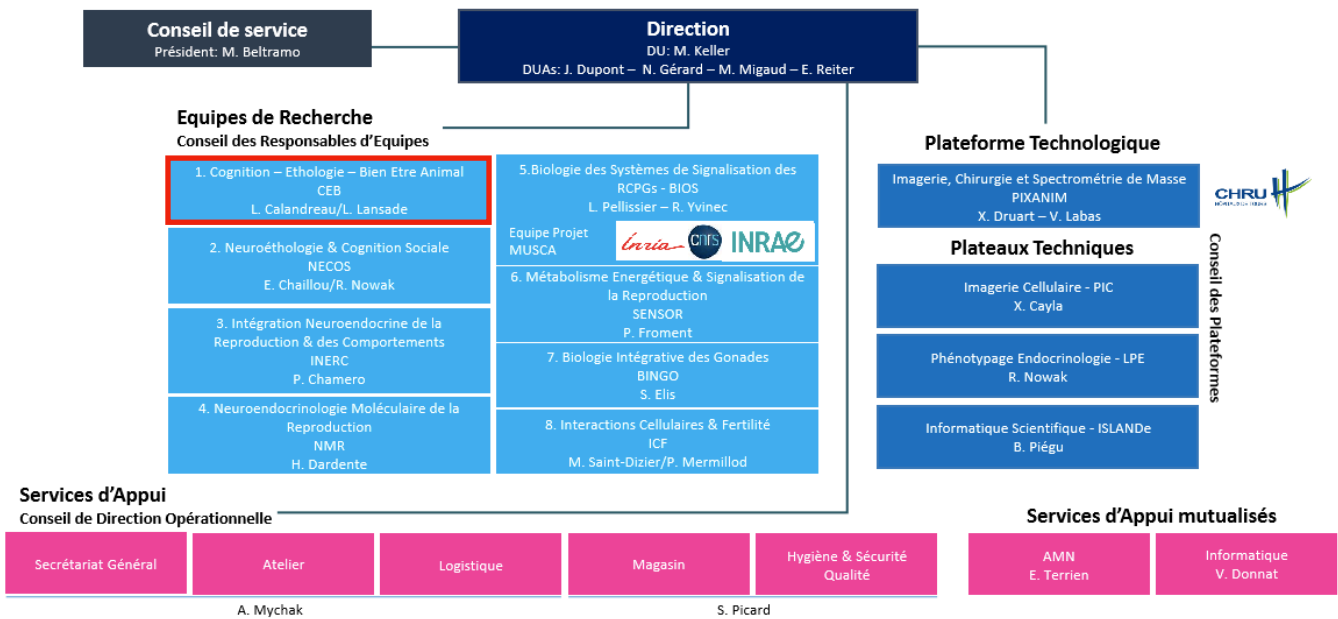 Conseil de service
Président: M. Beltramo
Direction
DU: M. Keller
DUAs: J. Dupont – N. Gérard – M. Migaud – E. Reiter
Equipes de Recherche
Conseil des Responsables d'Equipes
1. Cognition – Ethologie – Bien Etre Animal
CEB
L. Calandreau/L. Lansade
2. Neuroéthologie & Cognition Sociale
NECOS
E. Chaillou/R. Nowak
3. Intégration Neuroendocrine de la
Reproduction & des Comportements
INERC
P. Chamero
4. Neuroendocrinologie Moléculaire de la
Reproduction
NMR
H. Dardente
5.Biologie des Systèmes de Signalisation des
RCPGs - BIOS
L. Pellissier – R. Yvinec
Equipe Projet
MUSCA
Inria
cnrs
INRAE
6. Métabolisme Energétique & Signalisation de
la Reproduction
SENSOR
P. Froment
7. Biologie Intégrative des Gonades
BINGO
S. Elis
8. Interactions Cellulaires & Fertilité
ICF
M. Saint-Dizier/P. Mermillod
Plateforme Technologique
Imagerie, Chirurgie et Spectrométrie de Masse
PIXANIM
X. Druart – V. Labas
CHRU
Plateaux Techniques
Imagerie Cellulaire - PIC
X. Cayla
Phénotypage Endocrinologie - LPE
R. Nowak
Informatique Scientifique - ISLANDe
B. Piégu
Conseil des Plateformes
Services d'Appui
Conseil de Direction Opérationnelle
Secrétariat Général
Atelier
Logistique
Magasin
Hygiène & Sécurité
Qualité
A. Mychak
S. Picard
Services d'Appui mutualisés
AMN
E. Terrien
Informatique
V. Donnat